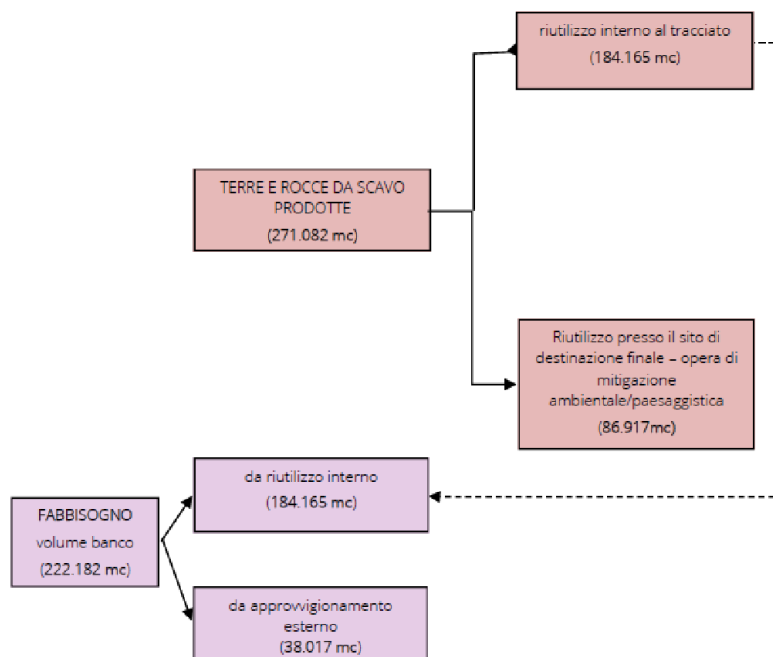 riutilizzo interno al tracciato
(184.165 mc)
TERRE E ROCCE DA SCAVO
PRODOTTE
(271.082 mc)
Riutilizzo presso il sito di
destinazione finale – opera di
mitigazione
ambientale/paesaggistica
(86.917mc)
da riutilizzo interno
(184.165 mc)
FABBISOGNO
volume banco
(222.182 mc)
da approvvigionamento
esterno
(38.017 mc)